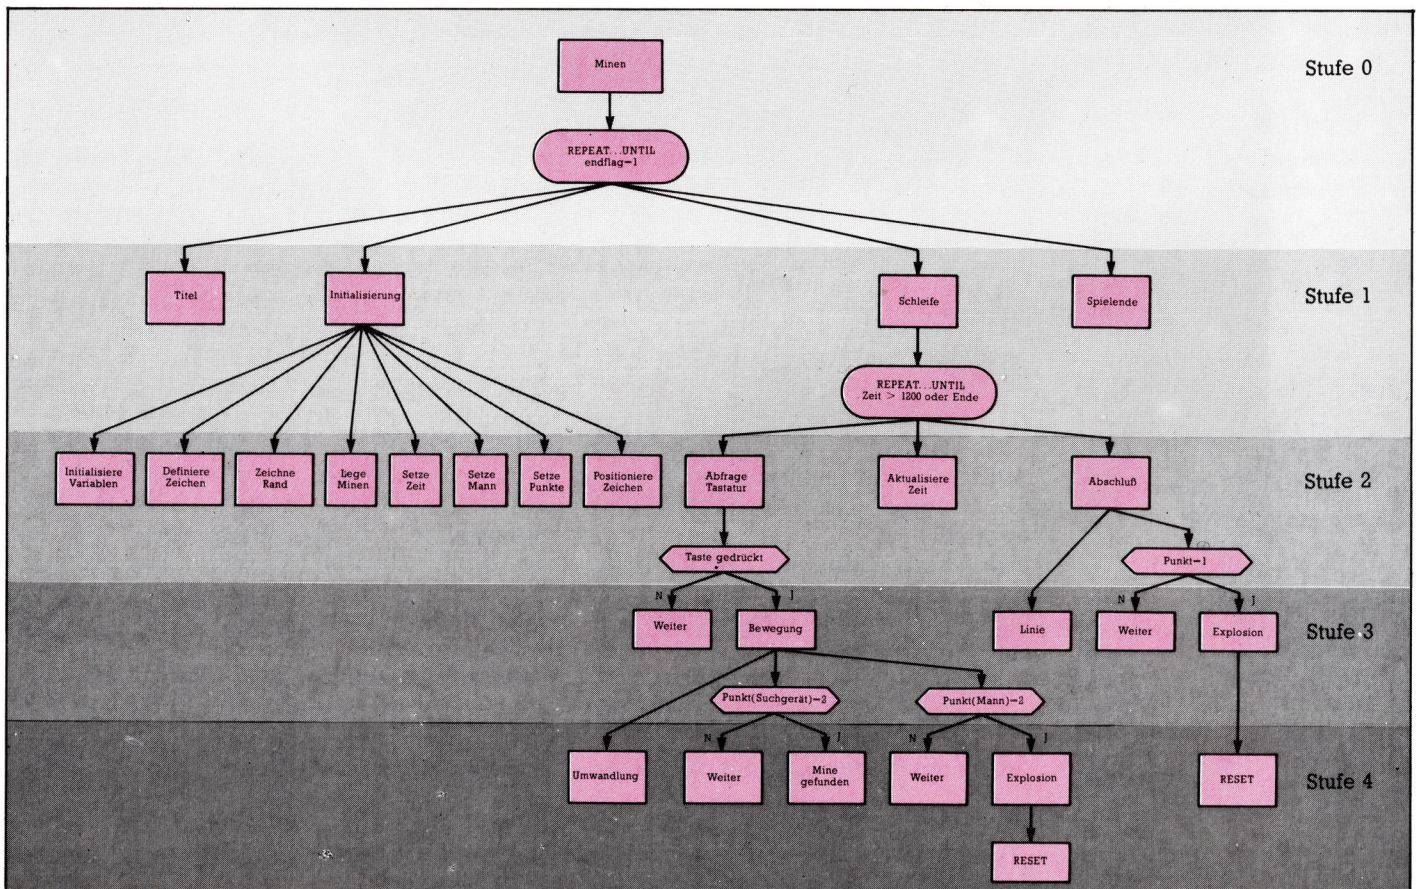 Minen
Stufe 0
REPEAT...UNTIL
endflag=1
Titel
Initialisierung
Schleife
Spielende
Stufe 1
REPEAT...UNTIL
Zeit > 1200 oder Ende
Initialisiere
Variablen
Definiere
Zeichen
Zeichne
Rand
Lege
Minen
Setze
Zeit
Setze
Mann
Setze
Punkte
Positioniere
Zeichen
Abfrage
Tastatur
Aktualisiere
Zeit
Abschluß
Stufe 2
Taste gedrückt
Punkt=1
N
J
N
J
Weiter
Bewegung
Linie
Weiter
Explosion
Stufe 3
Punkt(Suchgerät)=2
Punkt(Mann)=2
N
J
N
J
Umwandlung
Weiter
Mine
gefunden
Weiter
Explosion
RESET
Stufe 4
RESET